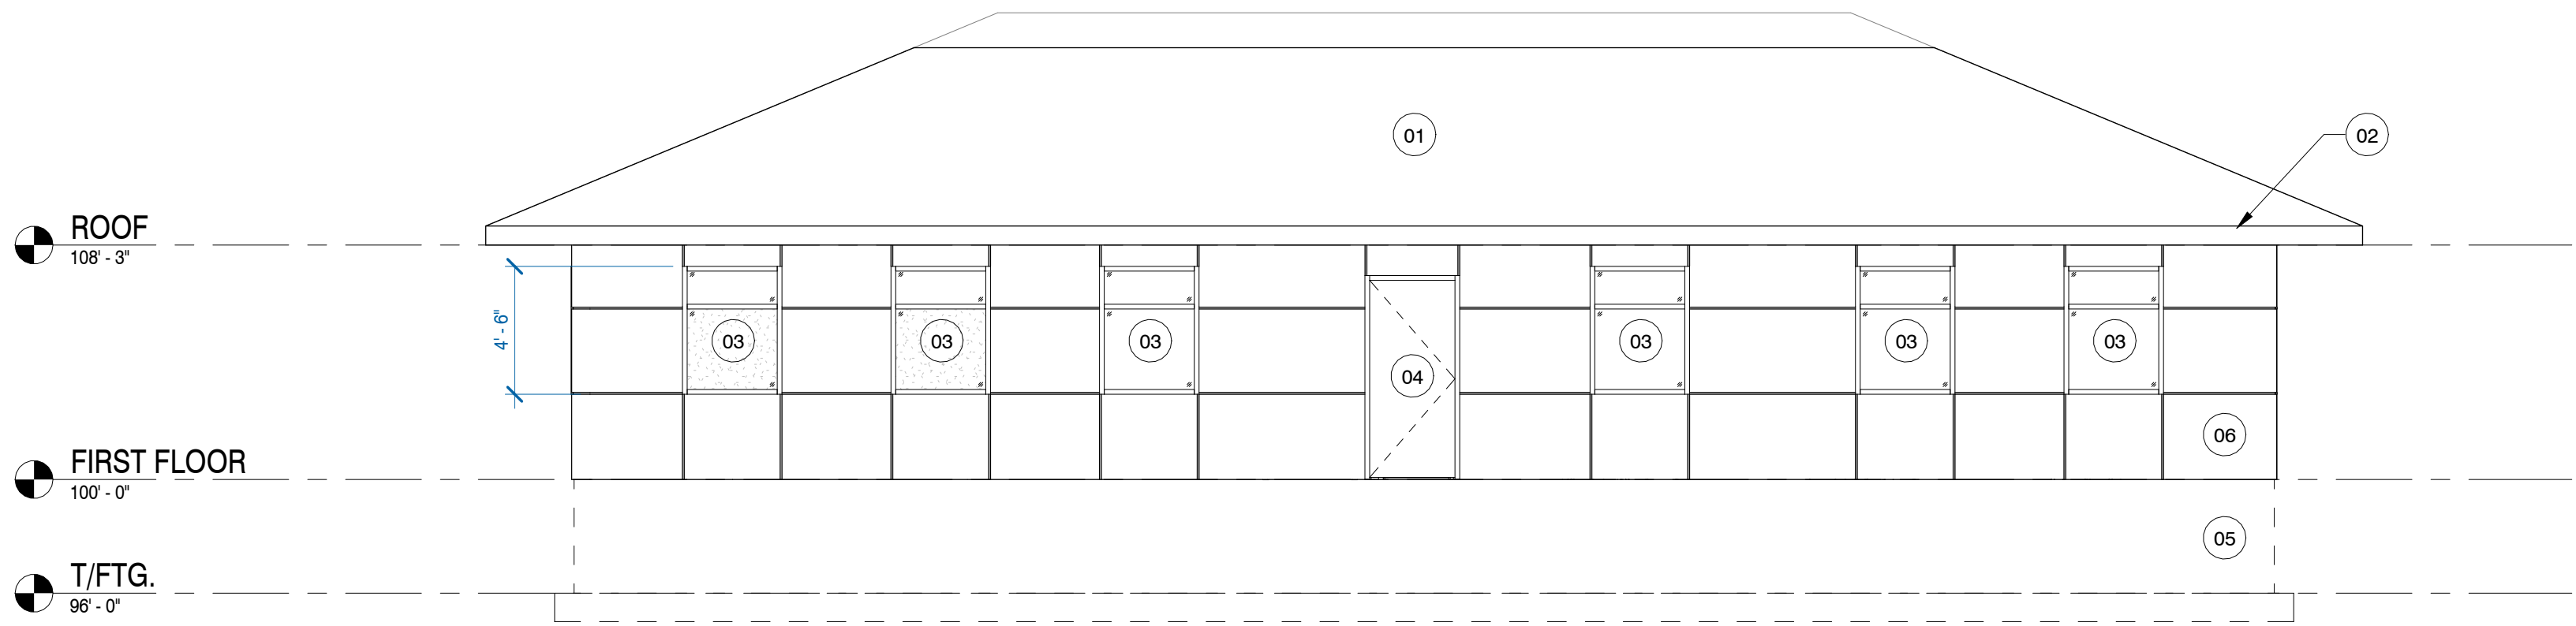 01
02
ROOF
108' - 3"
4' - 6"
03
03
03
04
03
03
03
06
FIRST FLOOR
100' - 0"
05
T/FTG.
96' - 0"